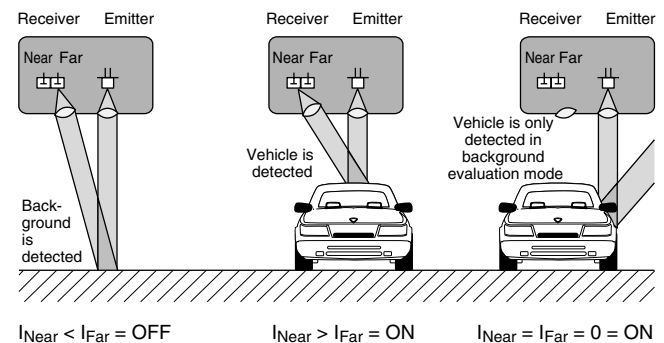 Receiver Emitter
Near Far
Back-
ground
is
detected
I_Near < I_Far = OFF
Receiver Emitter
Near Far
Vehicle is
detected
I_Near > I_Far = ON
Receiver Emitter
Near Far
Vehicle is only
detected in
background
evaluation mode
I_Near = I_Far = 0 = ON